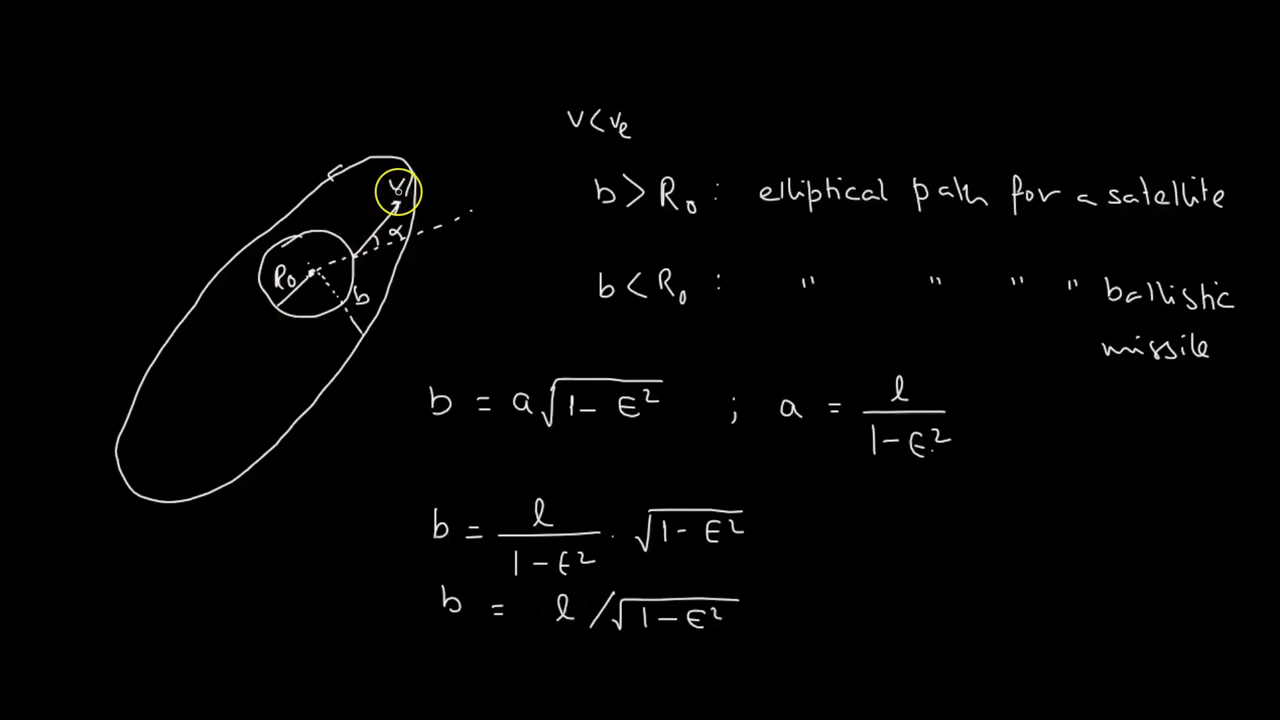 v < vₑ
b > R₀ : elliptical path for a satellite
b < R₀ : " " " " ballistic
missile
V
α
R₀
b
b = a√(1 - ϵ²) ; a = l/(1 - ϵ²)
b = l/(1 - ϵ²) · √(1 - ϵ²)
b = l/√(1 - ϵ²)